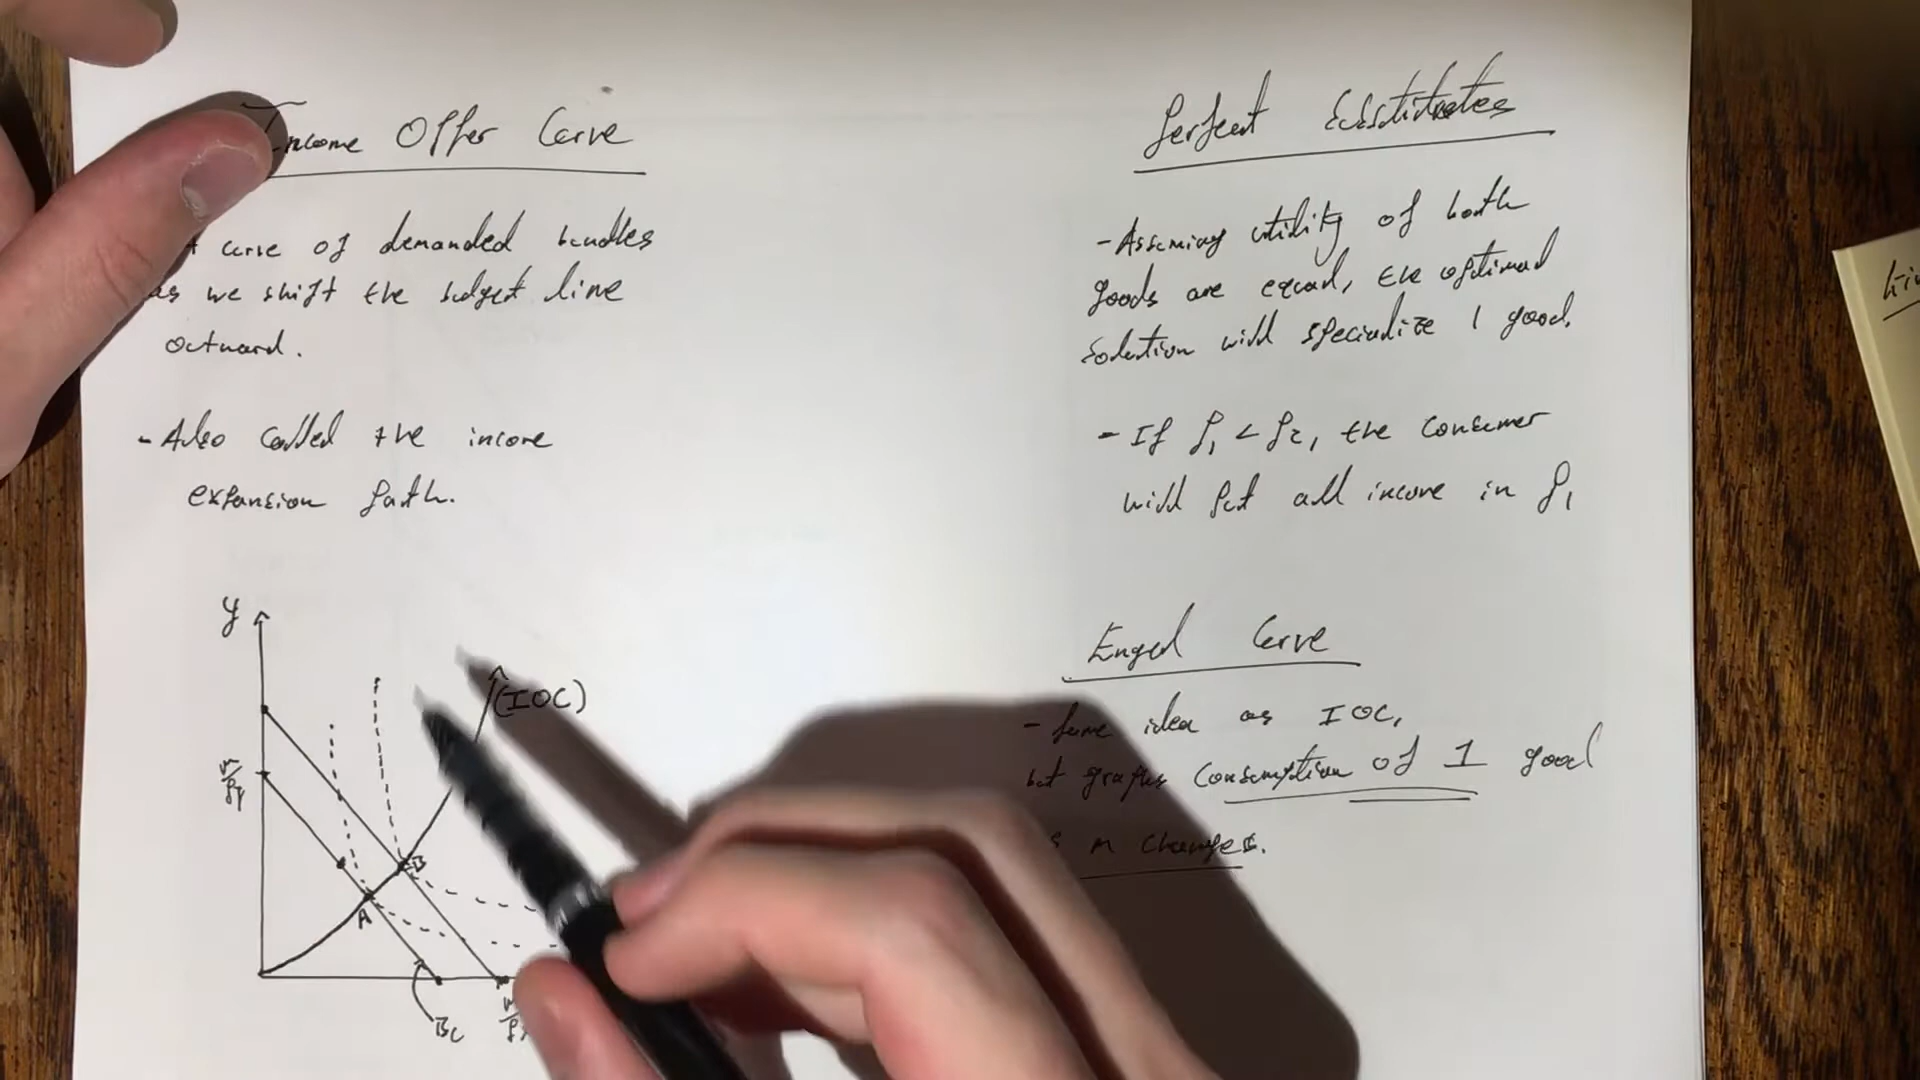 Income Offer Curve
A curve of demanded bundles
as we shift the budget line
outward.
- Also called the income
expansion path.
y
m
Py
(IOC)
B
A
BC
m
Perfect Substitutes
- Assuming utility of both
goods are equal, the optimal
solution will specialize 1 good.
- If P1 < P2, the consumer
will put all income in P1
Engel Curve
- Same idea as IOC,
but graphs consumption of 1 good
m changes.